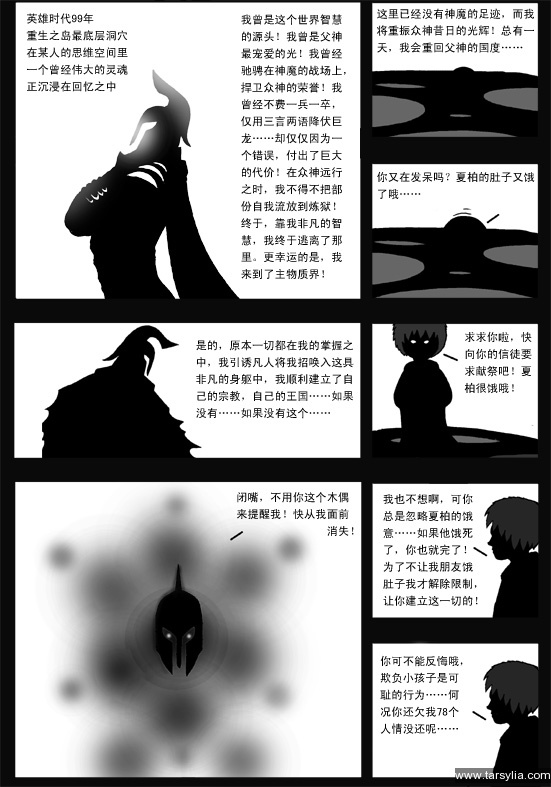 英雄时代99年
重生之岛最底层洞穴
在某人的思维空间里
一个曾经伟大的灵魂
正沉浸在回忆之中
我曾是这个世界智慧
的源头！我曾是父神
最宠爱的光！我曾经
驰骋在神魔的战场上，
捍卫众神的荣誉！我
曾经不费一兵一卒，
仅用三言两语降伏巨
龙……却仅仅因为一
个错误，付出了巨大
的代价！在众神远行
之时，我不得不把部
份自我流放到炼狱！
终于，靠我非凡的智
慧，我终于逃离了那
里。更幸运的是，我
来到了主物质界！
这里已经没有神魔的足迹，而我
将重振众神昔日的光辉！总有一
天，我会重回父神的国度……
你又在发呆吗？夏柏的肚子又饿
了哦……
是的，原本一切都在我的掌握之
中，我引诱凡人将我招唤入这具
非凡的身躯中，我顺利建立了自
己的宗教，自己的王国……如果
没有……如果没有这个……
求求你啦，快
向你的信徒要
求献祭吧！夏
柏很饿哦！
闭嘴，不用你这个木偶
来提醒我！快从我面前
消失！
我也不想啊，可你
总是忽略夏柏的饿
意……如果他饿死
了，你也就完了！
为了不让我朋友饿
肚子我才解除限制，
让你建立这一切的！
你可不能反悔哦，
欺负小孩子是可
耻的行为……何
况你还欠我78个
人情没还呢……
www.tarsylia.com